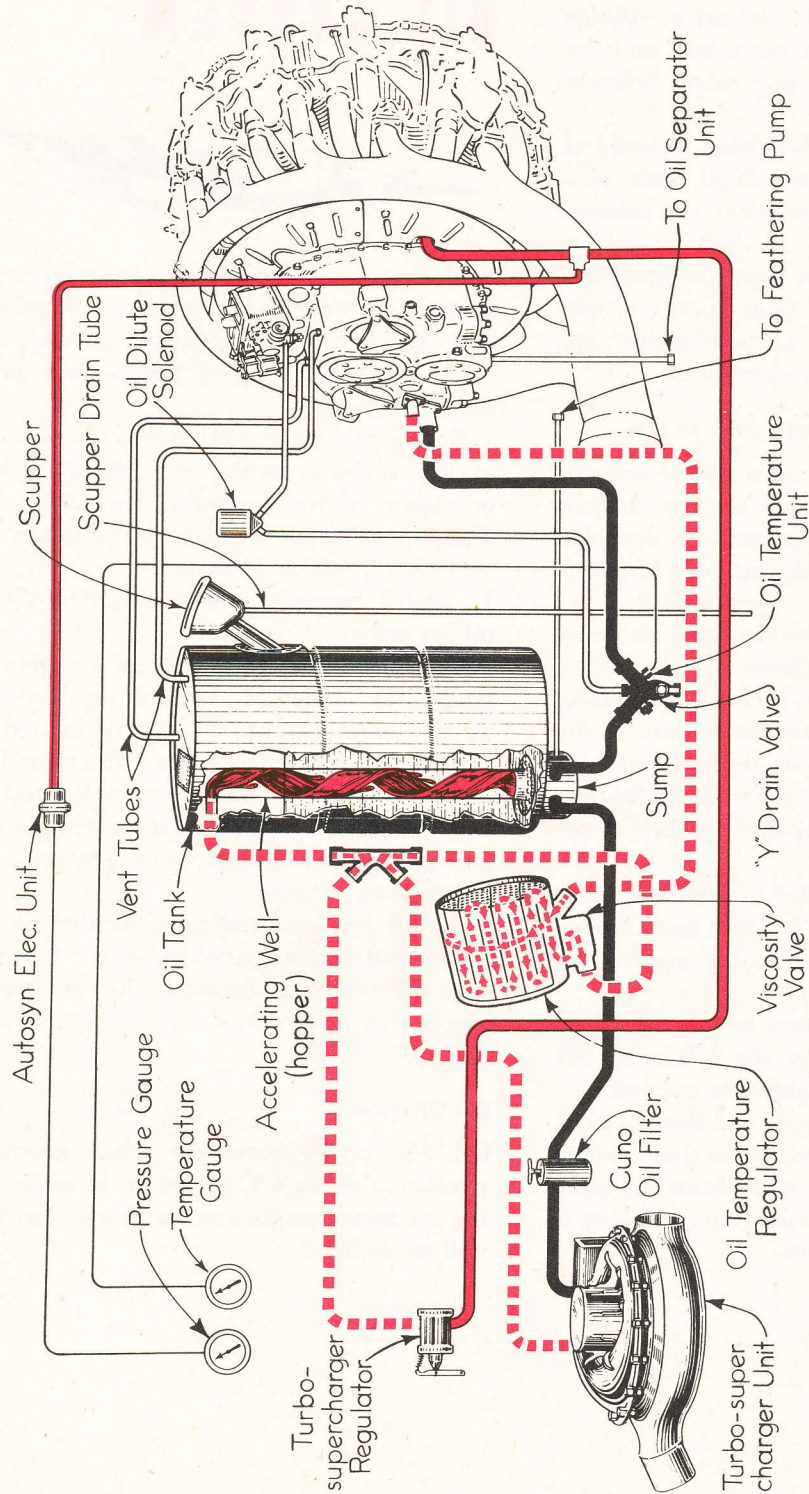 Autosyn Elec. Unit
Scupper
Scupper Drain Tube
Oil Dilute
Solenoid
Pressure Gauge
Temperature
Gauge
Vent Tubes
Oil Tank
Accelerating Well
(hopper)
Turbo-
supercharger
Regulator
To Oil Separator
Unit
To Feathering Pump
Oil Temperature
Unit
Sump
"Y" Drain Valve
Viscosity
Valve
Cuno
Oil Filter
Oil Temperature
Regulator
Turbo-super
charger Unit